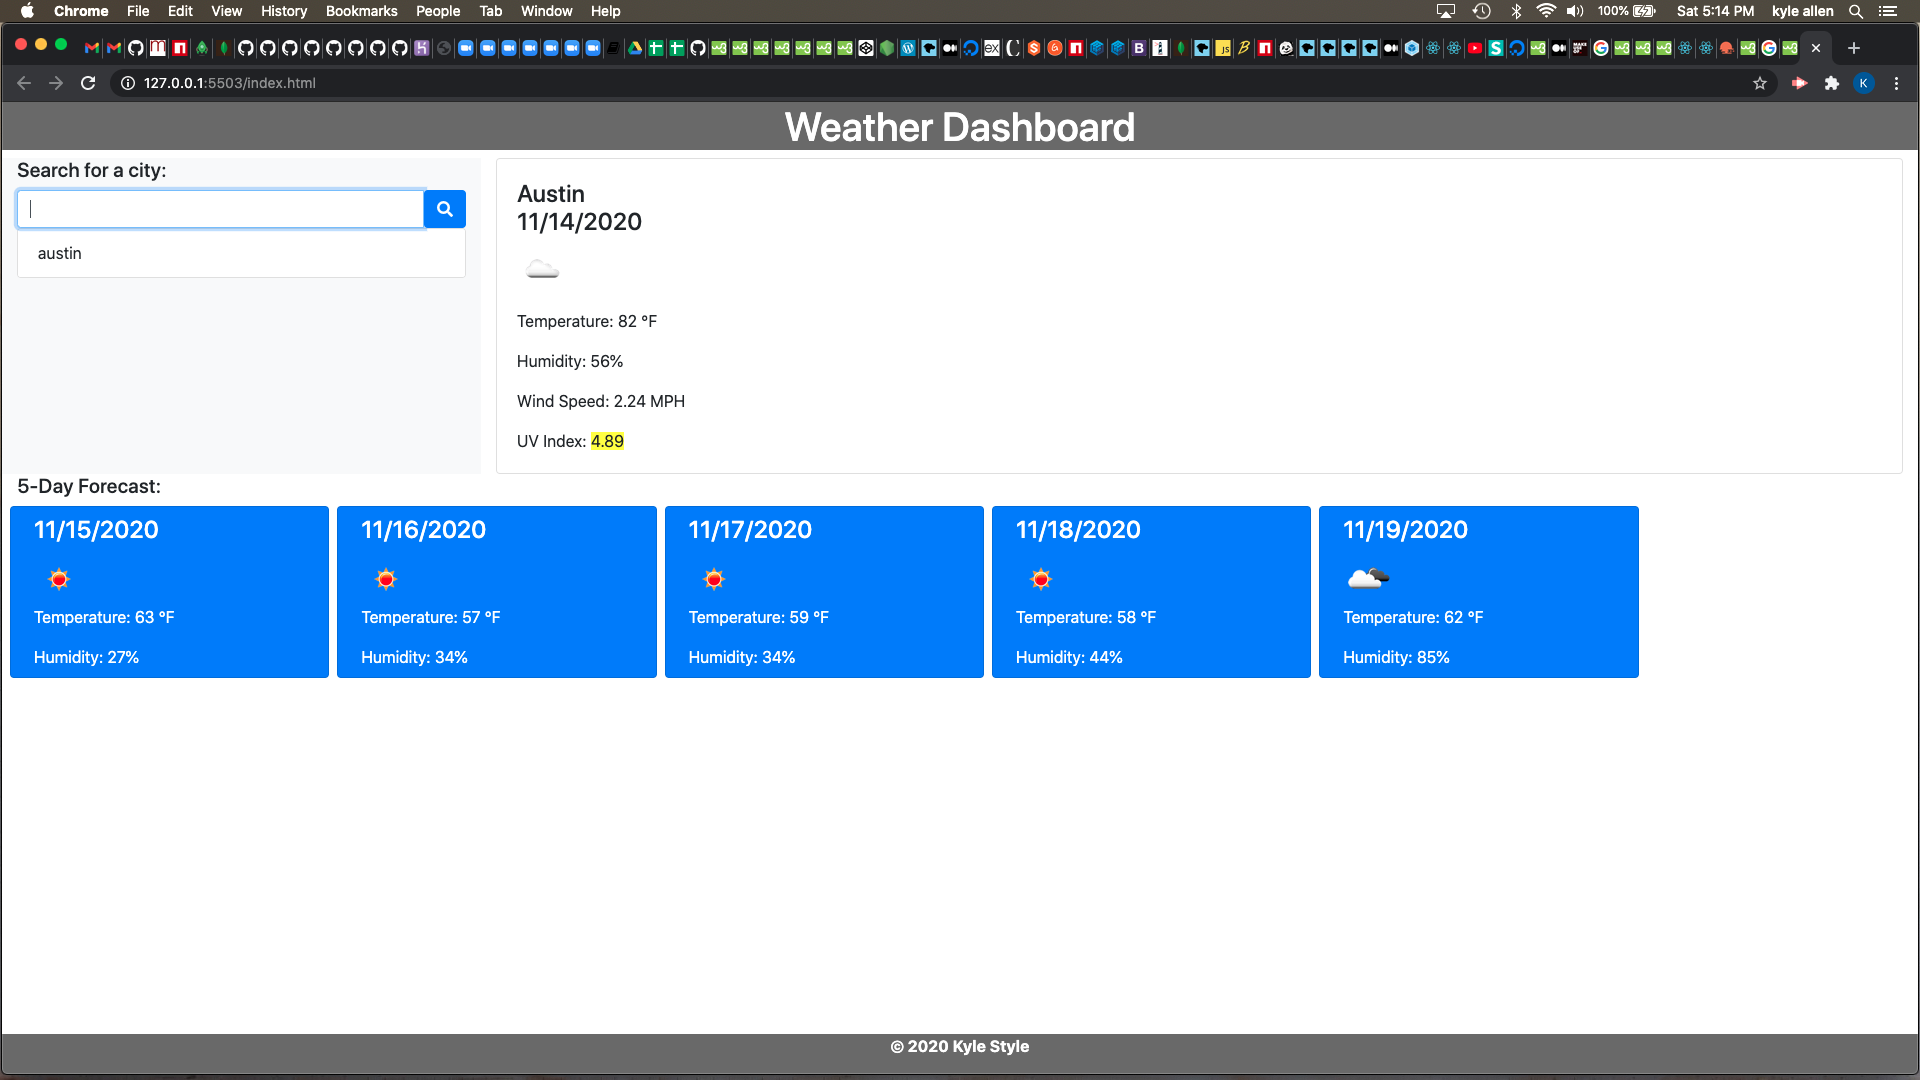 Chrome File Edit View History Bookmarks People Tab Window Help 100% Sat 5:14 PM kyle allen
127.0.0.1:5503/index.html K
Weather Dashboard
Search for a city:
austin
Austin
11/14/2020
Temperature: 82 °F
Humidity: 56%
Wind Speed: 2.24 MPH
UV Index: 4.89
5-Day Forecast:
11/15/2020
Temperature: 63 °F
Humidity: 27%
11/16/2020
Temperature: 57 °F
Humidity: 34%
11/17/2020
Temperature: 59 °F
Humidity: 34%
11/18/2020
Temperature: 58 °F
Humidity: 44%
11/19/2020
Temperature: 62 °F
Humidity: 85%
© 2020 Kyle Style